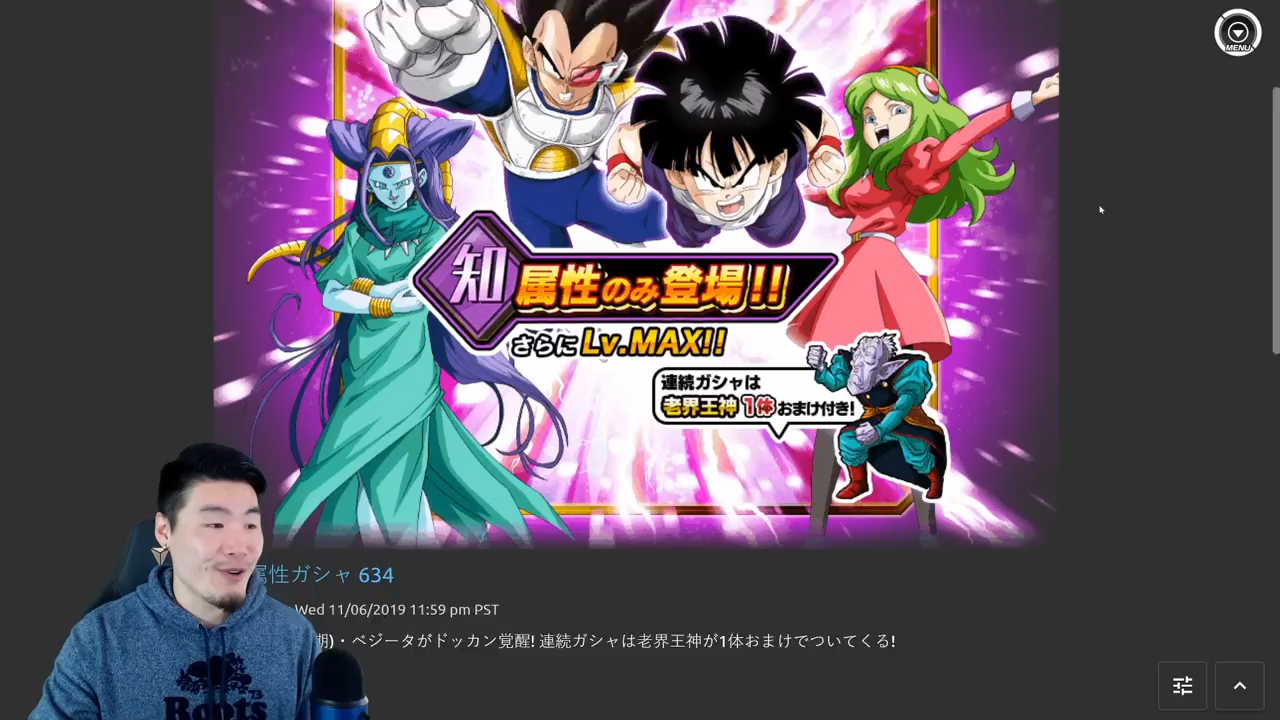 MENU
知 属性のみ登場!!
さらにLv.MAX!!
連続ガシャは
老界王神1体おまけ付き!
属性ガシャ 634
Wed 11/06/2019 11:59 pm PST
期)・ベジータがドッカン覚醒! 連続ガシャは老界王神が1体おまけでついてくる!
Roots